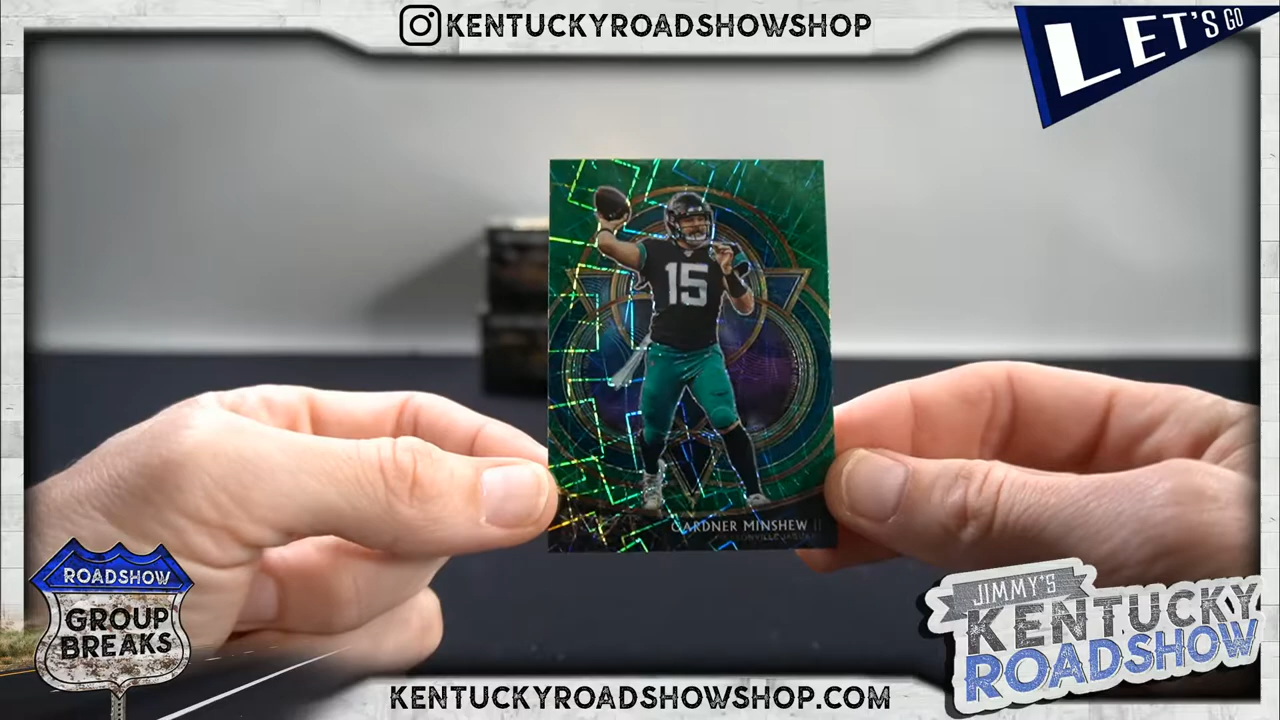 KENTUCKYROADSHOWSHOP
LET'S GO
15
GARDNER MINSHEW II
ROADSHOW
GROUP
BREAKS
JIMMY'S
KENTUCKY
ROADSHOW
KENTUCKYROADSHOWSHOP.COM